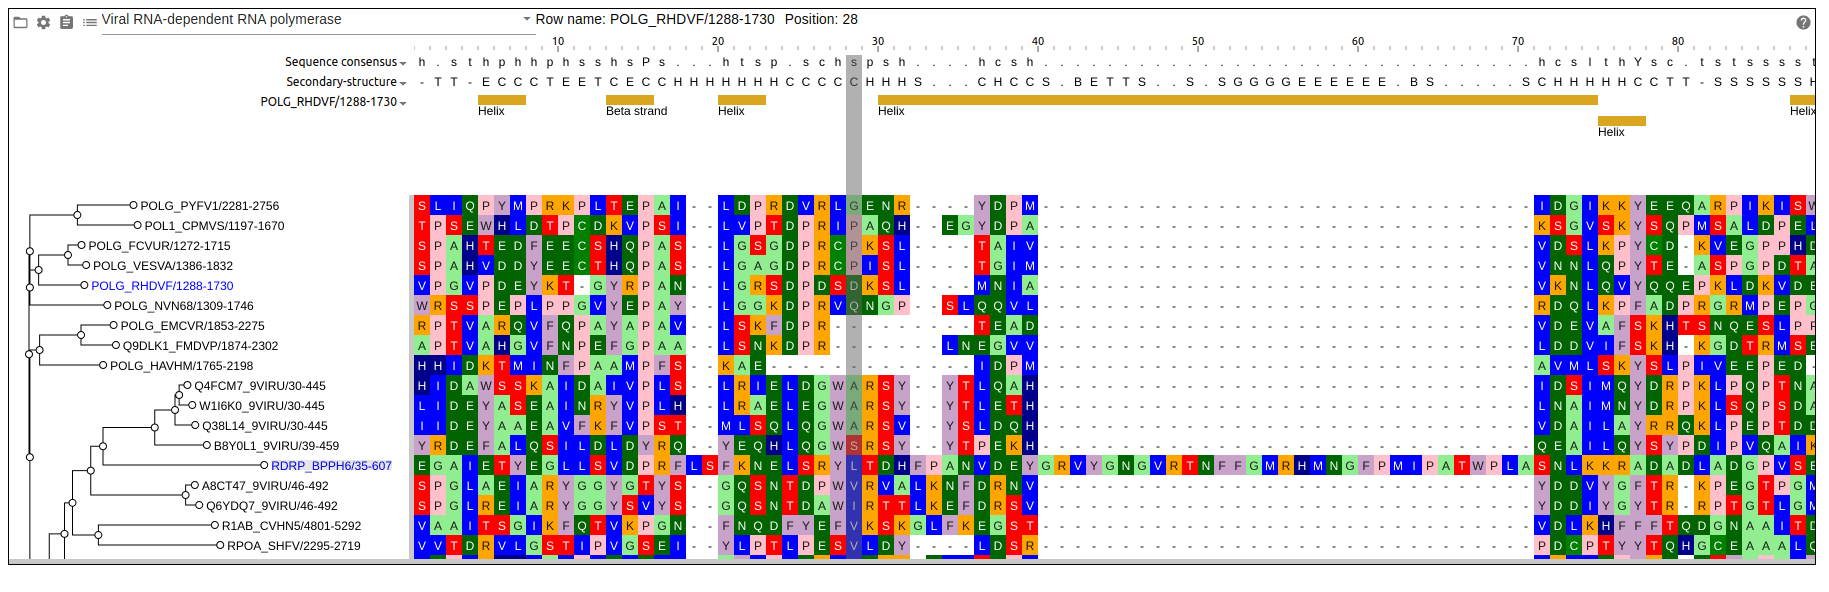 Viral RNA-dependent RNA polymerase
Row name: POLG_RHDVF/1288-1730 Position: 28
10 20 30 40 50 60 70 80
Sequence consensus h . s t h p h h p h s s h s P s . . . h t s p . s c h s p s h . . . . h c s h . . . . . . . . . . . . . . . . . . . . . . . . . . . . . . . h c s l t h Y s c . t s t s s s s t
Secondary-structure - T T - E C C C T E E T C E C C H H H H H H H C C C C C H H H S . . . C H C C S . B E T T S . . S . S G G G G E E E E E E . B S . . . . . S C H H H H C C T T - S S S S S S H
POLG_RHDVF/1288-1730
Helix Beta strand Helix Helix Helix
Helix
POLG_PYFV1/2281-2756 S L I Q P Y M P R K P L T E P A I - - L D P R D V R L G E N R - - - - Y D P M - - - - - - - - - - - - - - - - - - - - - - - - - - - - - - - I D G I K K Y E E Q A R P I K I S W
POL1_CPMVS/1197-1670 T P S E W H L D T P C D K V P S I - - L V P T D P R I P A Q H - - E G Y D P A - - - - - - - - - - - - - - - - - - - - - - - - - - - - - - - K S G V S K Y S Q P M S A L D P E L
POLG_FCVUR/1272-1715 S P A H T E D F E E C S H Q P A S - - L G S G D P R C P K S L - - - - T A I V - - - - - - - - - - - - - - - - - - - - - - - - - - - - - - - V D S L K P Y C D - K V E G P P H D
POLG_VESVA/1386-1832 S P A H V D D Y E E C T H Q P A S - - L G A G D P R C P I S L - - - - T G I M - - - - - - - - - - - - - - - - - - - - - - - - - - - - - - - V N N L Q P Y T E - A S P G P D T A
POLG_RHDVF/1288-1730 V P G V P D E Y K T - G Y R P A N - - L G R S D P D S D K S L - - - - M N I A - - - - - - - - - - - - - - - - - - - - - - - - - - - - - - - V K N L Q V Y Q Q E P K L D K V D E
POLG_NVN68/1309-1746 W R S S P E P L P P G V Y E P A Y - - L G G K D P R V Q N G P - - S L Q Q V L - - - - - - - - - - - - - - - - - - - - - - - - - - - - - - - R D Q L K P F A D P R G R M P E P G
POLG_EMCVR/1853-2275 R P T V A R Q V F Q P A Y A P A V - - L S K F D P R - - - - - - - - - T E A D - - - - - - - - - - - - - - - - - - - - - - - - - - - - - - - V D E V A F S K H T S N Q E S L P P
Q9DLK1_FMDVP/1874-2302 A P T V A H G V F N P E F G P A A - - L S N K D P R - - - - - - - L N E G V V - - - - - - - - - - - - - - - - - - - - - - - - - - - - - - - L D D V I F S K H - K G D T R M S E
POLG_HAVHM/1765-2198 H H I D K T M I N F P A A M P F S - - K A E - - - - - - - - - - - - - I D P M - - - - - - - - - - - - - - - - - - - - - - - - - - - - - - - A V M L S K Y S L P I V E E P E D -
Q4FCM7_9VIRU/30-445 H I D A W S S K A I D A I V P L S - - L R I E L D G W A R S Y - - Y T L Q A H - - - - - - - - - - - - - - - - - - - - - - - - - - - - - - - I D S I M Q Y D R P K L P Q P T N A
W1I6K0_9VIRU/30-445 L I D E Y A S E A I N R Y V P L H - - L R A E L E G W A R S Y - - Y T L E T H - - - - - - - - - - - - - - - - - - - - - - - - - - - - - - - L N A I M N Y D R P K L S Q P S D A
Q38L14_9VIRU/30-445 I I D E Y A A E A V F K F V P S T - - M L S Q L Q G W A R S V - - Y S L D Q H - - - - - - - - - - - - - - - - - - - - - - - - - - - - - - - V D A I L A Y R R Q K L P E P T D D
B8Y0L1_9VIRU/39-459 Y R D E F A L Q S I L D L D Y R Q - - Y E Q H L Q G W S R S V - - Y T P E K H - - - - - - - - - - - - - - - - - - - - - - - - - - - - - - - Q E A I L Q Y S Y P D I P V Q A I K
RDRP_BPPH6/35-607 E G A I E T Y E G L L S V D P R F L S F K N E L S R Y L T D H F P A N V D E Y G R V Y G N G V R T N F F G M R H M N G F P M I P A T W P L A S N L K K R A D A D L A D G P V S E
A8CT47_9VIRU/46-492 S P G L A E I A R Y G G Y G T Y S - - G Q S N T D P W V R V A L K N F D R N V - - - - - - - - - - - - - - - - - - - - - - - - - - - - - - - Y D D V Y G F T R - K P E G T P G M
Q6YDQ7_9VIRU/46-492 S P G L R E I A R Y G G Y S V Y S - - G Q S N T D A W I R T T L K E F D R S V - - - - - - - - - - - - - - - - - - - - - - - - - - - - - - - Y D D I Y G Y T R - R P T G T L G M
R1AB_CVHN5/4801-5292 V A A I T S G I K F Q T V K P G N - - F N Q D F Y E F V K S K G L F K E G S T - - - - - - - - - - - - - - - - - - - - - - - - - - - - - - - V D L K H F F F T Q D G N A A I T D
RPOA_SHFV/2295-2719 V V T D R V L G S T I P V G S E I - - Y L P T L P E S V L D Y - - - - L D S R - - - - - - - - - - - - - - - - - - - - - - - - - - - - - - - P D C P T Y Y T Q H G C E A A A L Q